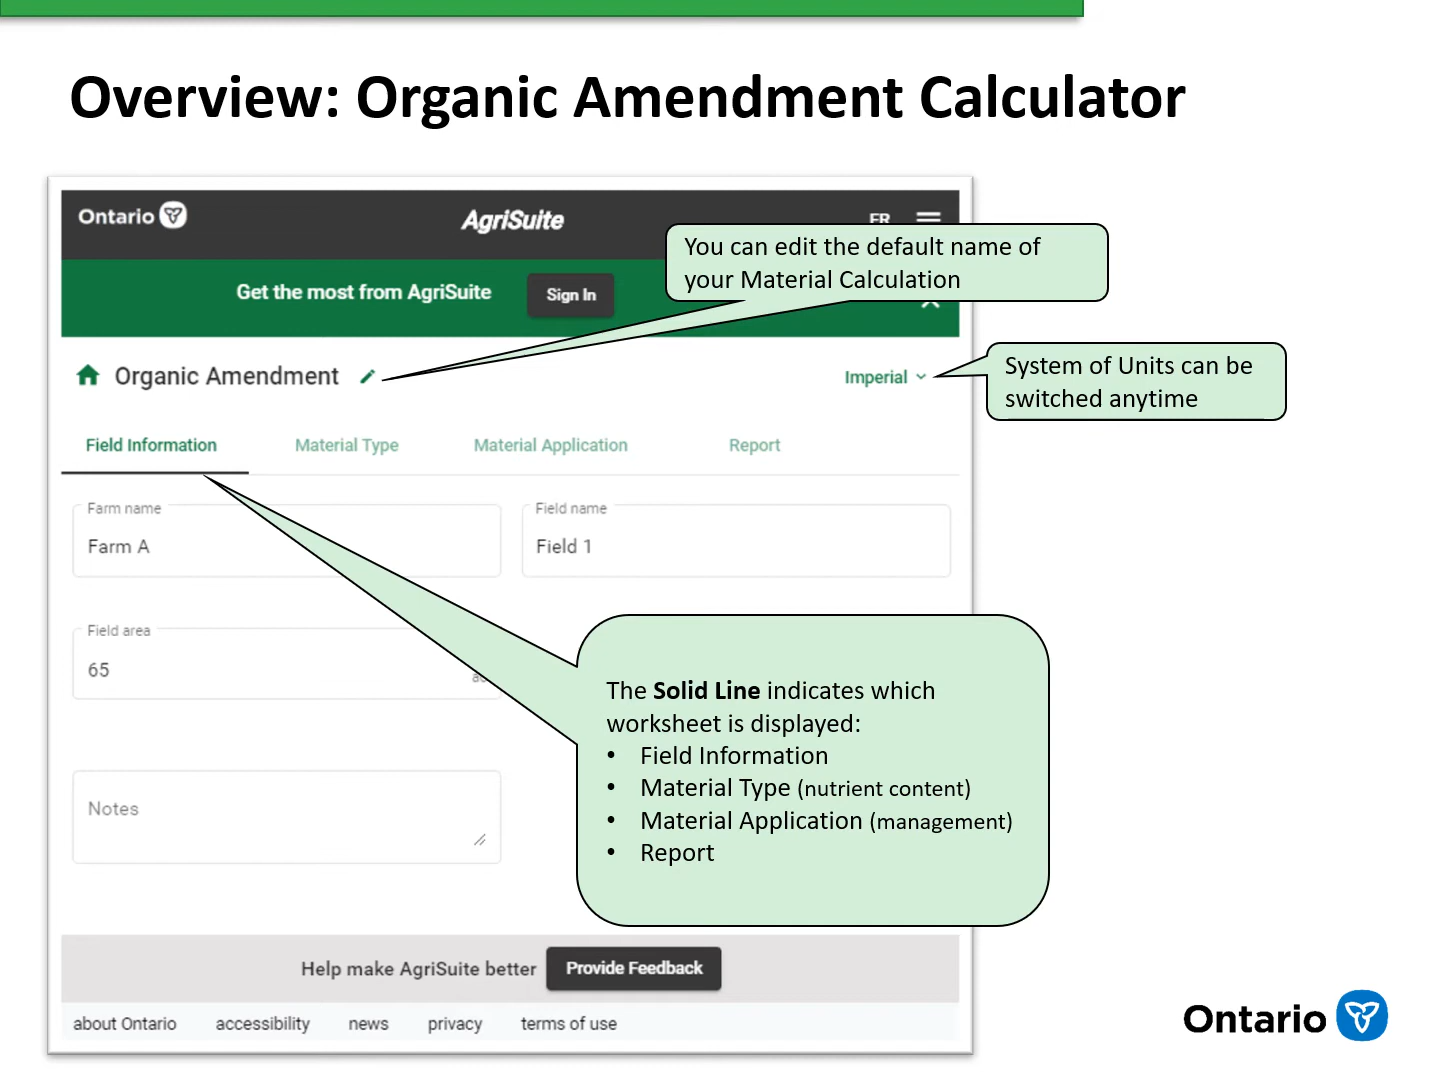 Overview: Organic Amendment Calculator
Ontario
AgriSuite
FR
You can edit the default name of
your Material Calculation
Get the most from AgriSuite
Sign In
Organic Amendment
Imperial
System of Units can be
switched anytime
Field Information
Material Type
Material Application
Report
Farm name
Farm A
Field name
Field 1
Field area
65
The Solid Line indicates which
worksheet is displayed:
• Field Information
• Material Type (nutrient content)
• Material Application (management)
• Report
Notes
Help make AgriSuite better
Provide Feedback
about Ontario
accessibility
news
privacy
terms of use
Ontario